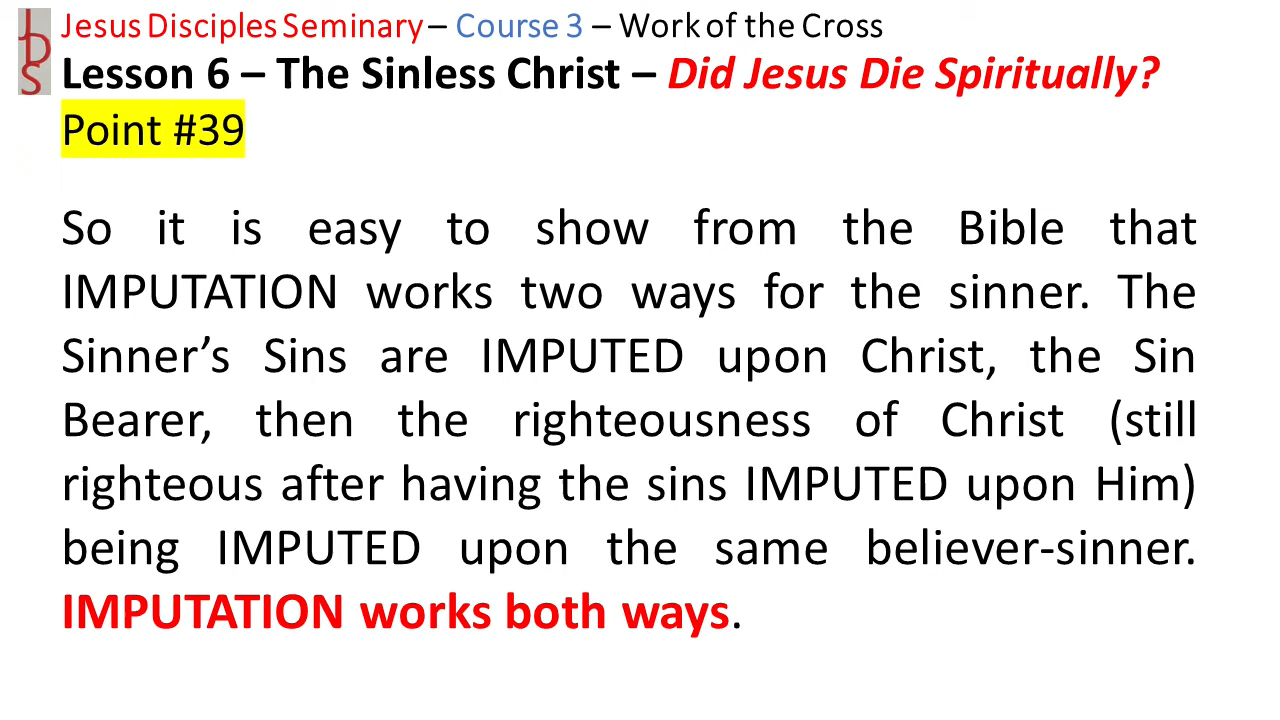 JDS
Jesus Disciples Seminary – Course 3 – Work of the Cross
Lesson 6 – The Sinless Christ – Did Jesus Die Spiritually?
Point #39
So it is easy to show from the Bible that
IMPUTATION works two ways for the sinner. The
Sinner’s Sins are IMPUTED upon Christ, the Sin
Bearer, then the righteousness of Christ (still
righteous after having the sins IMPUTED upon Him)
being IMPUTED upon the same believer-sinner.
IMPUTATION works both ways.